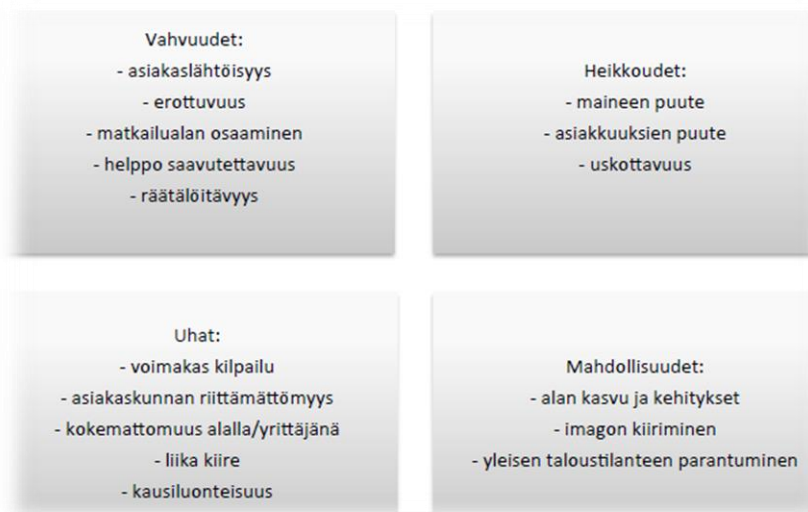 Vahvuudet:
- asiakaslähtöisyys
- erottuvuus
- matkailualan osaaminen
- helppo saavutettavuus
- räätälöitävyys
Heikkoudet:
- maineen puute
- asiakkuuksien puute
- uskottavuus
Uhat:
- voimakas kilpailu
- asiakaskunnan riittämättömyys
- kokemattomuus alalla/yrittäjänä
- liika kiire
- kausiluonteisuus
Mahdollisuudet:
- alan kasvu ja kehitykset
- imagon kiiriminen
- yleisen taloustilanteen parantuminen